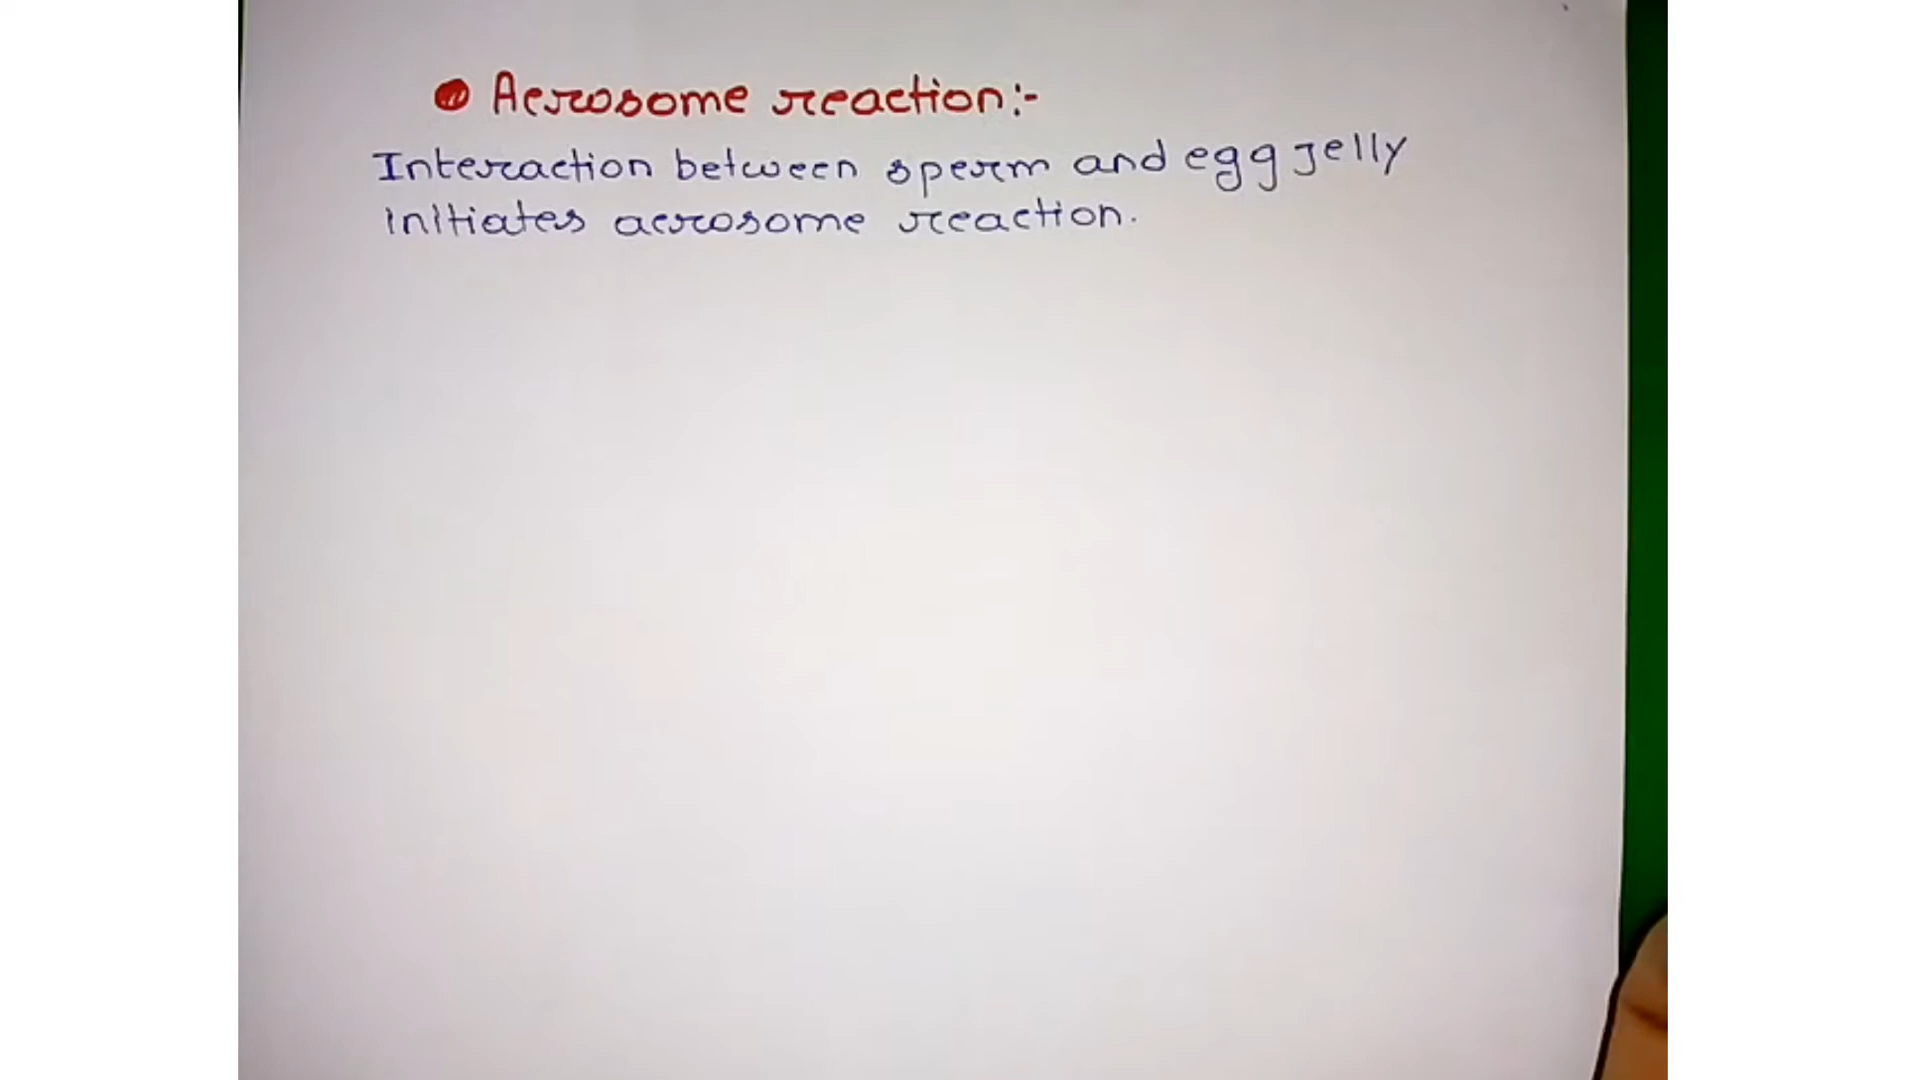 Acrosome reaction:-
Interaction between sperm and egg jelly
initiates acrosome reaction.